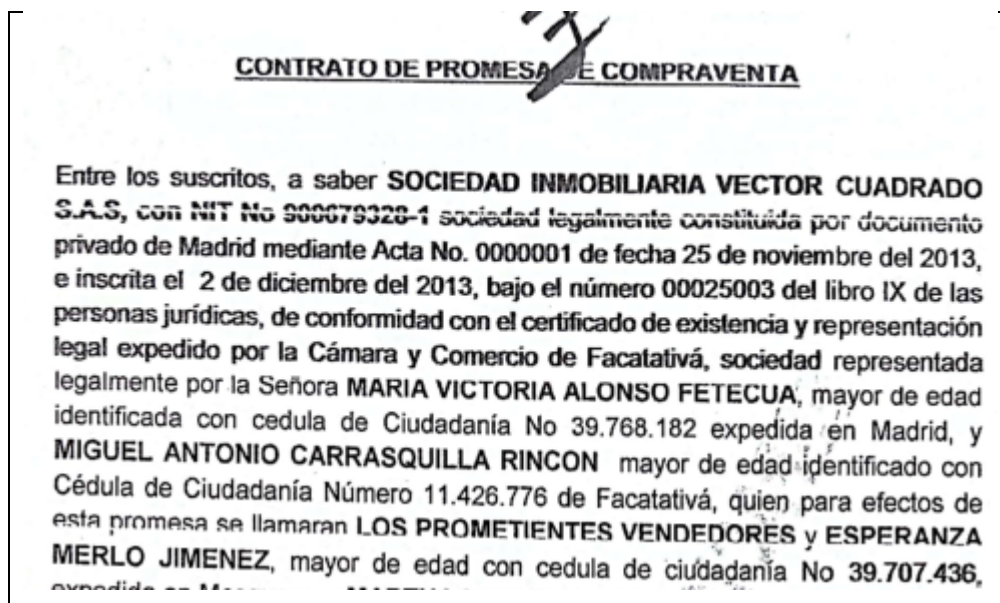 CONTRATO DE PROMESA DE COMPRAVENTA
Entre los suscritos, a saber SOCIEDAD INMOBILIARIA VECTOR CUADRADO
S.A.S, con NIT No 900679328-1 sociedad legalmente constituida por documento
privado de Madrid mediante Acta No. 0000001 de fecha 25 de noviembre del 2013,
e inscrita el 2 de diciembre del 2013, bajo el número 00025003 del libro IX de las
personas jurídicas, de conformidad con el certificado de existencia y representación
legal expedido por la Cámara y Comercio de Facatativá, sociedad representada
legalmente por la Señora MARIA VICTORIA ALONSO FETECUA, mayor de edad
identificada con cedula de Ciudadanía No 39.768.182 expedida en Madrid, y
MIGUEL ANTONIO CARRASQUILLA RINCON mayor de edad identificado con
Cédula de Ciudadanía Número 11.426.776 de Facatativá, quien para efectos de
esta promesa se llamaran LOS PROMETIENTES VENDEDORES y ESPERANZA
MERLO JIMENEZ, mayor de edad con cedula de ciudadanía No 39.707.436,
expedida en